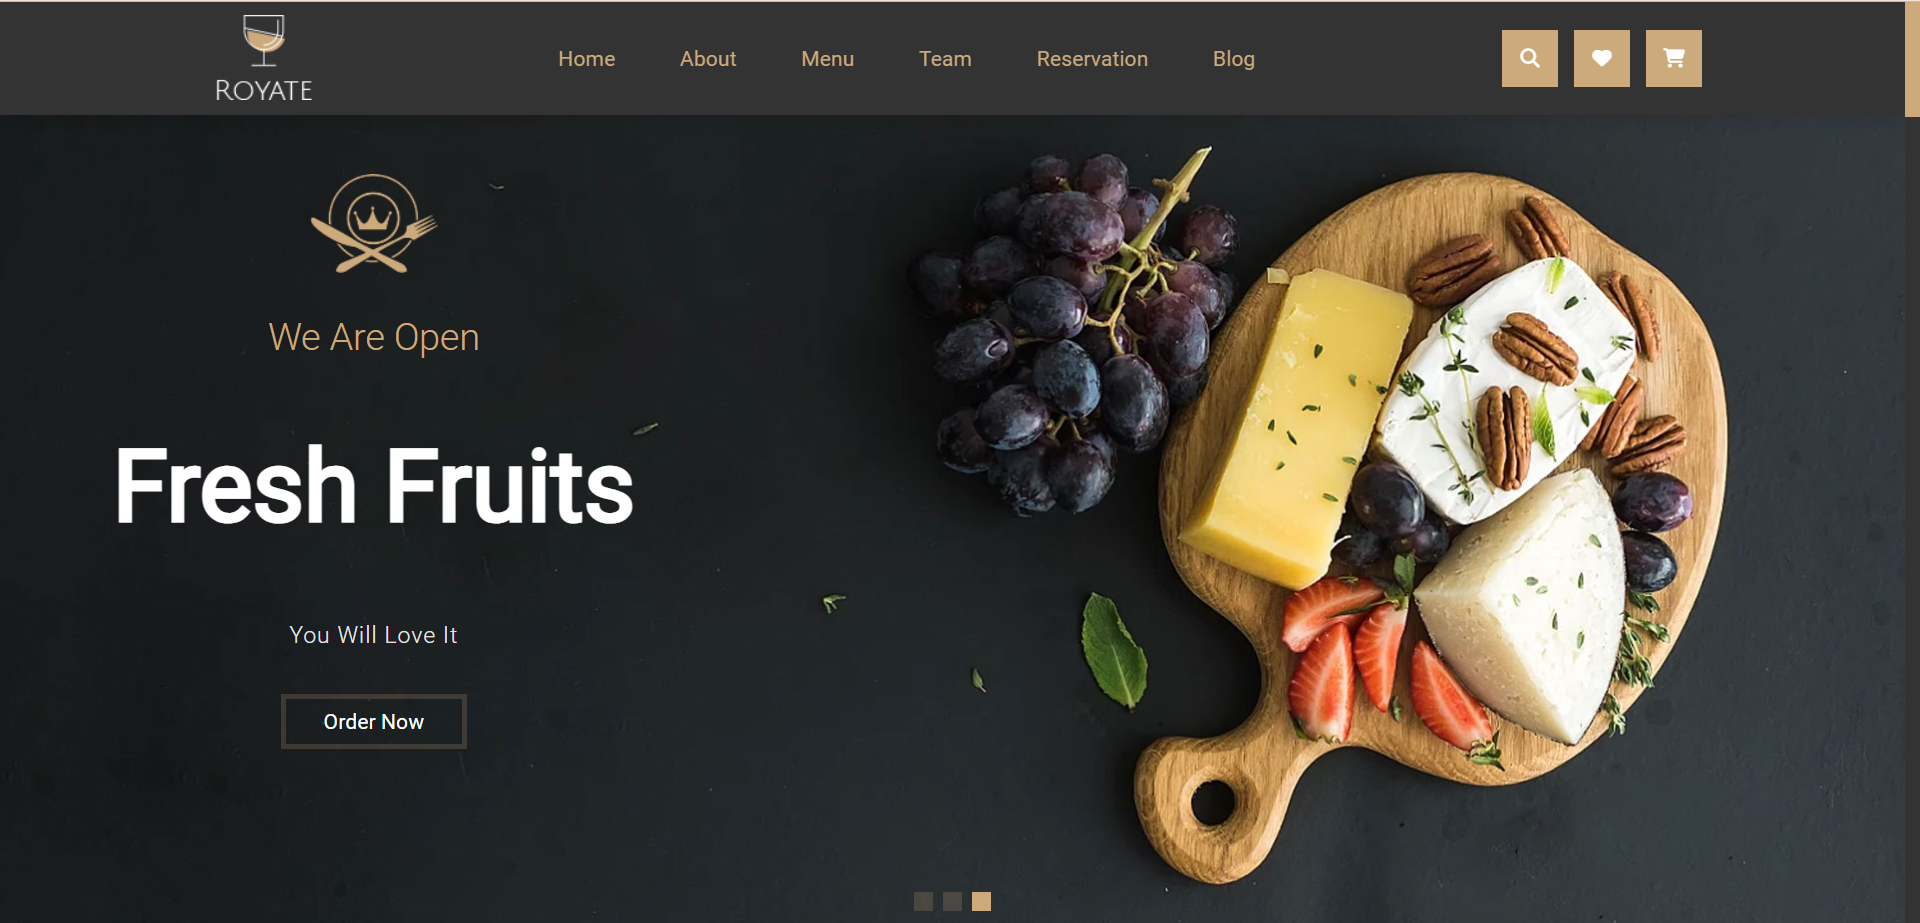 ROYATE
Home About Menu Team Reservation Blog
We Are Open
Fresh Fruits
You Will Love It
Order Now